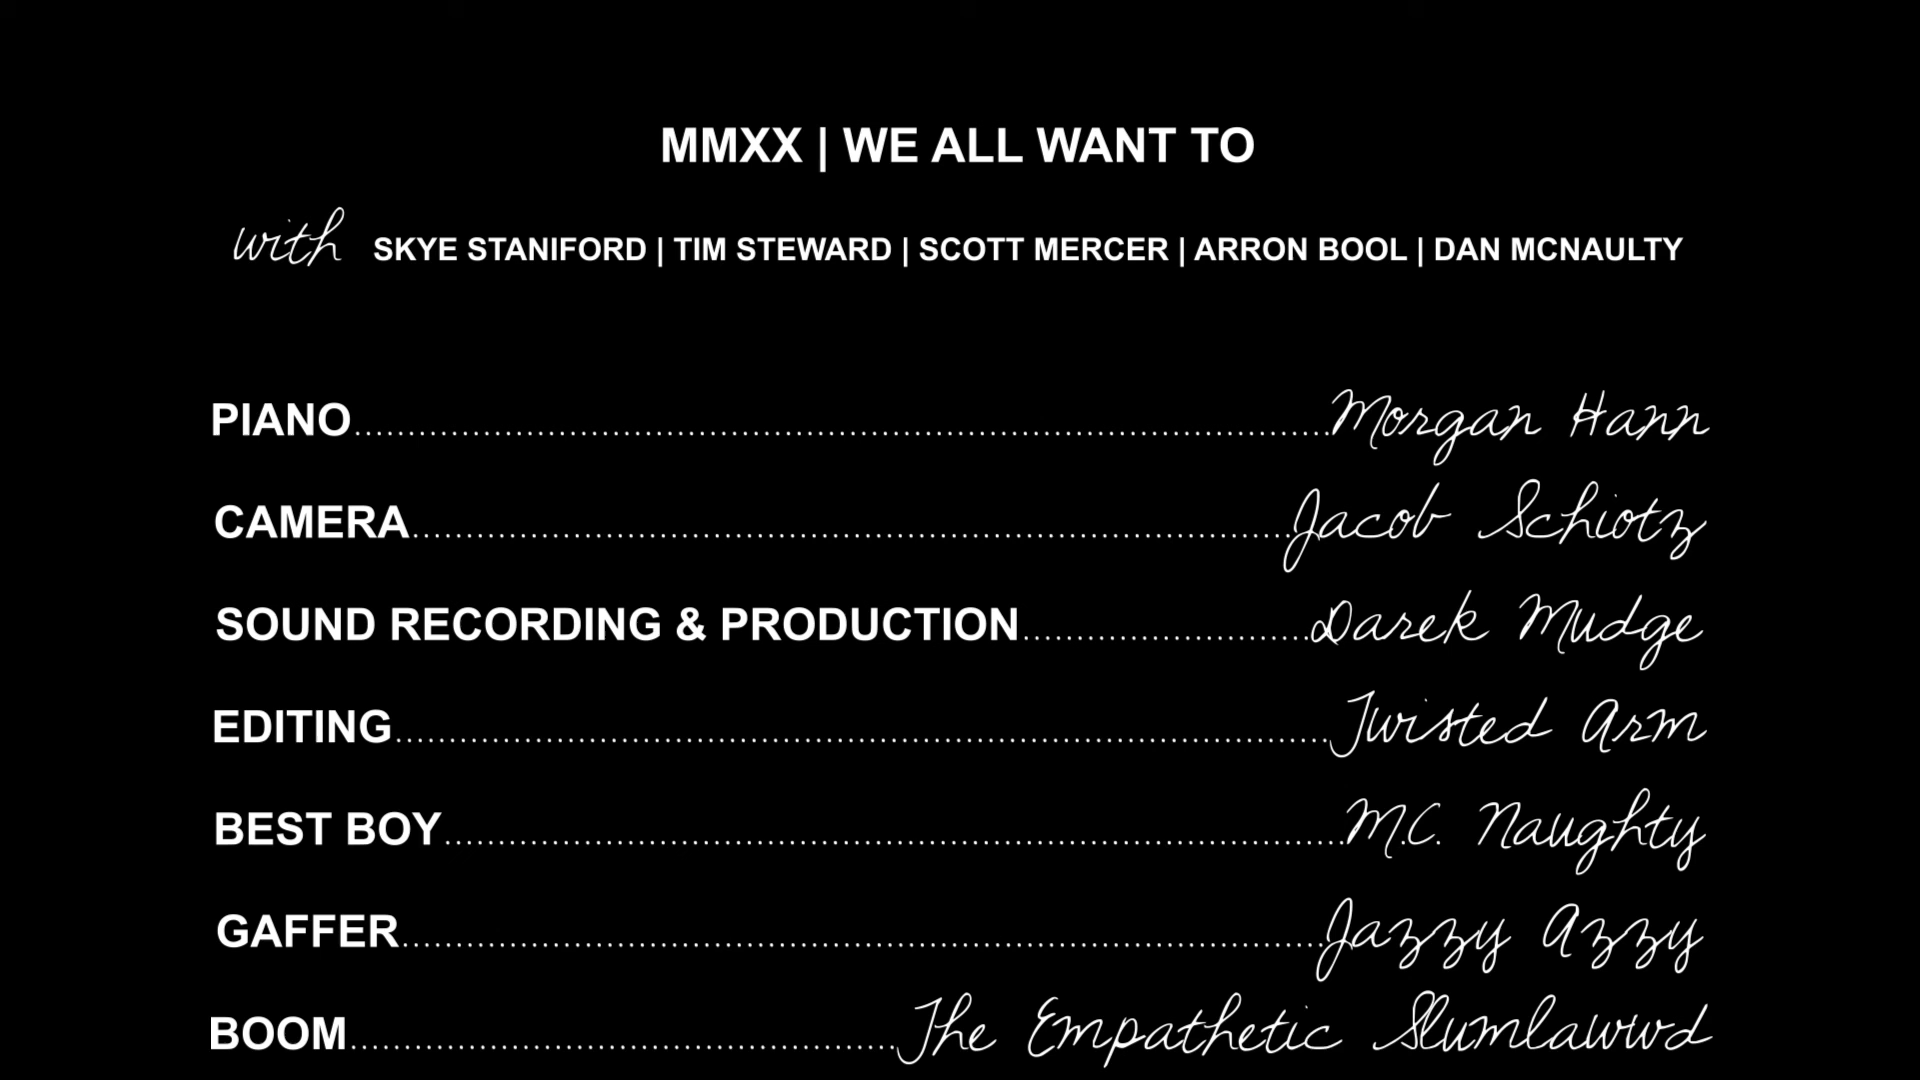 MMXX | WE ALL WANT TO
with SKYE STANIFORD | TIM STEWARD | SCOTT MERCER | ARRON BOOL | DAN MCNAULTY
PIANO Morgan Hann
CAMERA Jacob Schiotz
SOUND RECORDING & PRODUCTION Darek Mudge
EDITING Twisted Arm
BEST BOY M.C. Naughty
GAFFER Jazzy Azzy
BOOM The Empathetic Slumlawwd